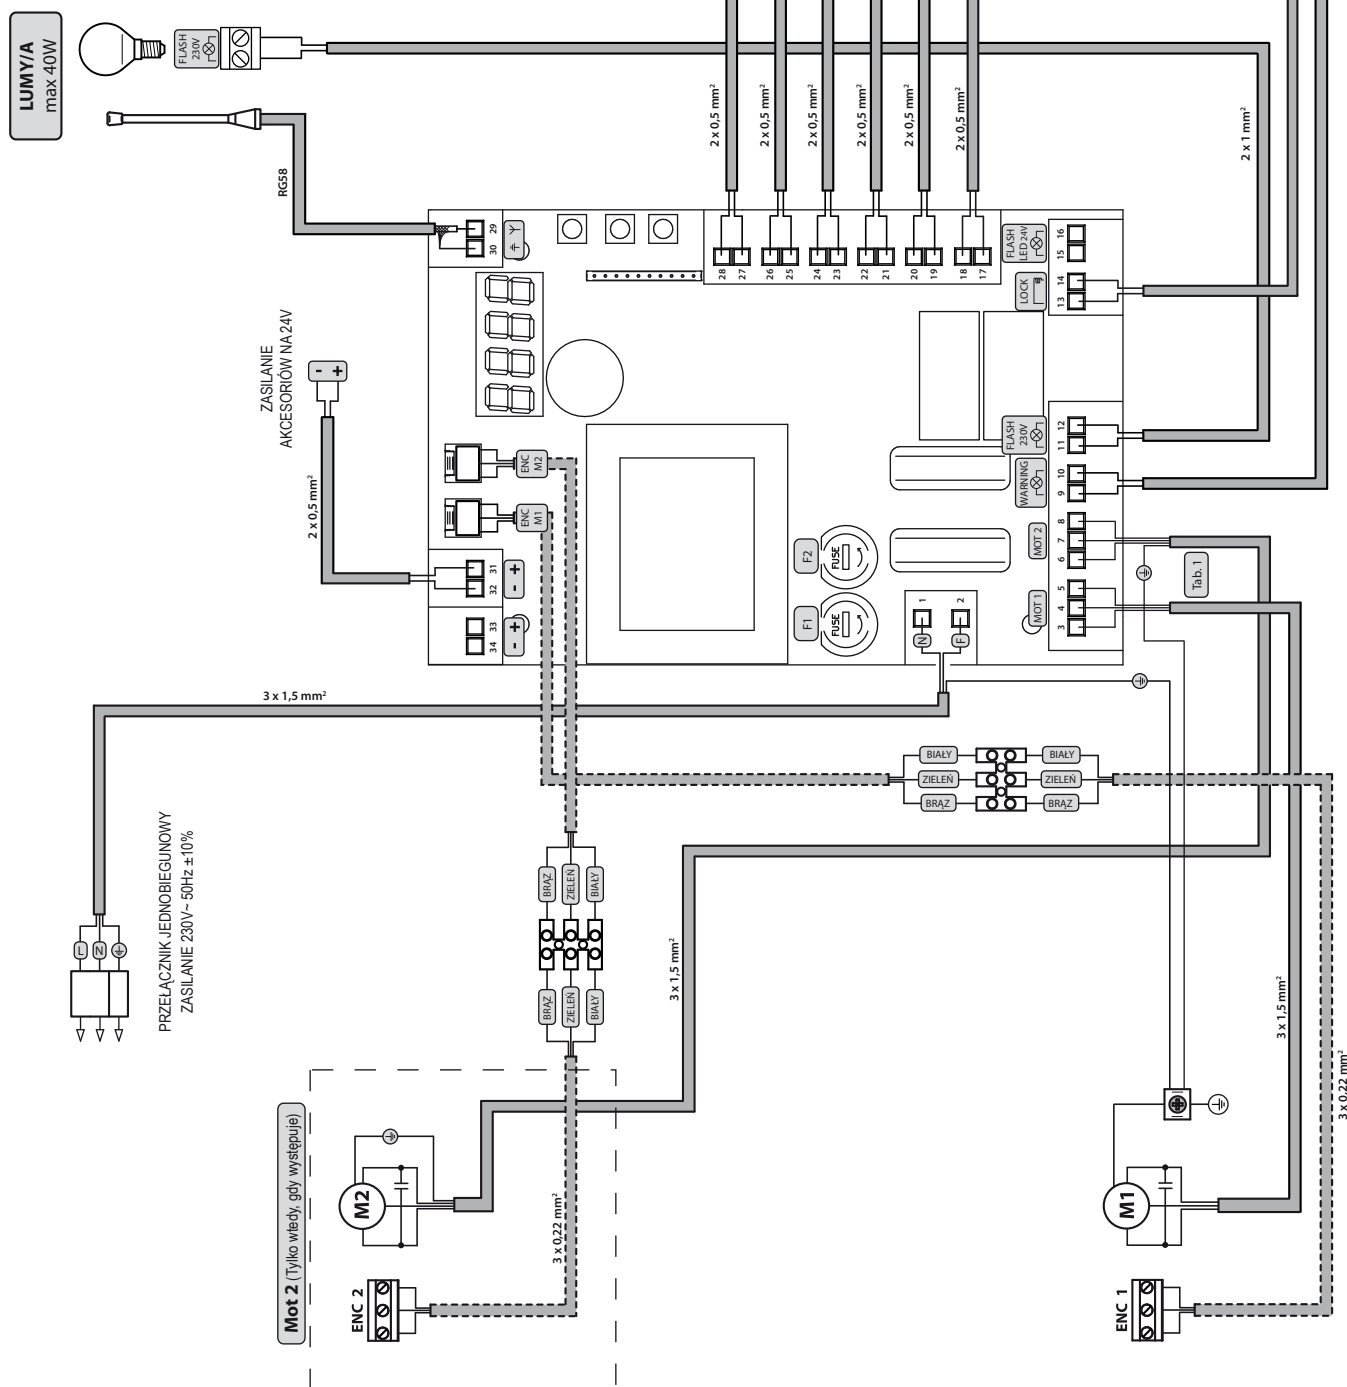 LUMY/A
max 40W
FLASH
230V
RG58
2 x 0,5 mm²
2 x 0,5 mm²
2 x 0,5 mm²
2 x 0,5 mm²
2 x 0,5 mm²
2 x 0,5 mm²
2 x 1 mm²
29
30
28
27
26
25
24
23
22
21
20
19
18
17
FLASH
LED 24V
16
15
LOCK
14
13
ZASILANIE
AKCESORIÓW NA 24V
- +
2 x 0,5 mm²
ENC
M2
ENC
M1
31
32
- +
33
34
- +
FLASH
230V
12
11
WARNING
10
9
MOT 2
8
7
6
MOT 1
5
4
3
Tab. 1
F2
FUSE
F1
FUSE
1
2
N
F
3 x 1,5 mm²
L
N
PRZEŁĄCZNIK JEDNOBIEGUNOWY
ZASILANIE 230V~ 50Hz ±10%
BIAŁY
ZIELEŃ
BRĄZ
BIAŁY
ZIELEŃ
BRĄZ
BRĄZ
ZIELEŃ
BIAŁY
BRĄZ
ZIELEŃ
BIAŁY
3 x 1,5 mm²
3 x 1,5 mm²
3 x 0,22 mm²
Mot 2 (Tylko wtedy, gdy występuje)
M2
3 x 0,22 mm²
ENC 2
M1
ENC 1